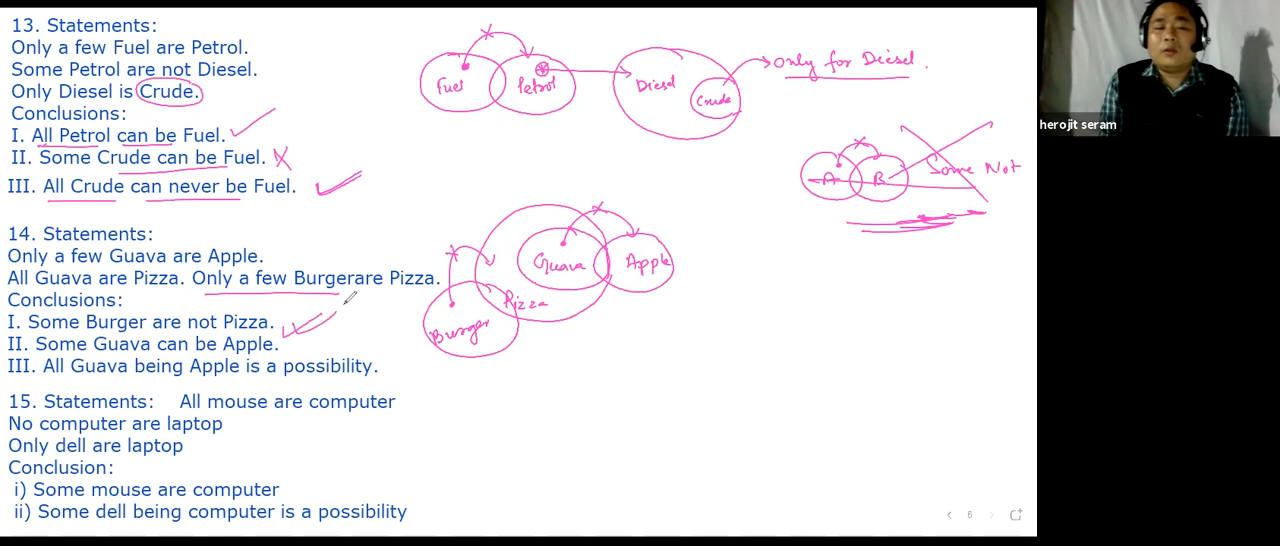 13. Statements:
Only a few Fuel are Petrol.
Some Petrol are not Diesel.
Only Diesel is Crude.
Conclusions:
I. All Petrol can be Fuel.
II. Some Crude can be Fuel.
III. All Crude can never be Fuel.
Fuel Petrol Diesel Crude
only for Diesel.
A B Some Not
14. Statements:
Only a few Guava are Apple.
All Guava are Pizza. Only a few Burgerare Pizza.
Conclusions:
I. Some Burger are not Pizza.
II. Some Guava can be Apple.
III. All Guava being Apple is a possibility.
Guava Apple
Pizza
Burger
15. Statements: All mouse are computer
No computer are laptop
Only dell are laptop
Conclusion:
i) Some mouse are computer
ii) Some dell being computer is a possibility
herojit seram
6